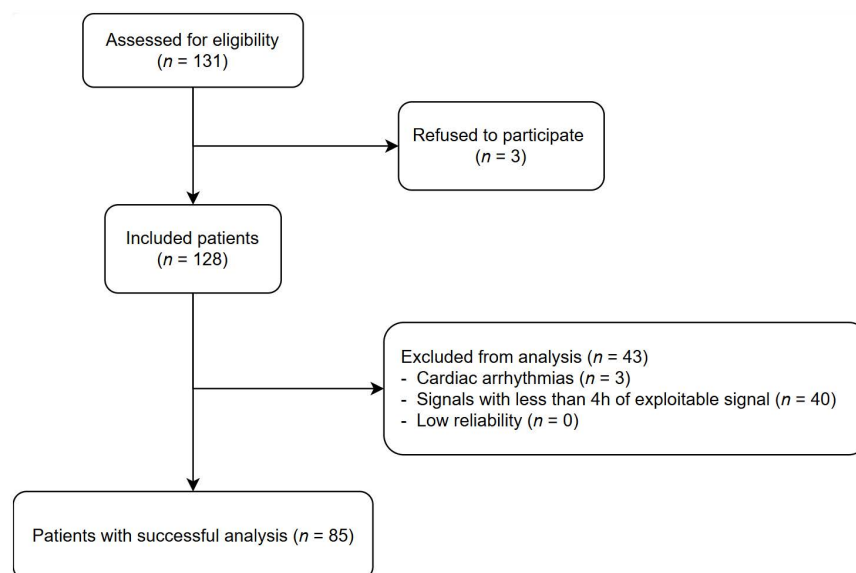 Assessed for eligibility
(n = 131)
Refused to participate
(n = 3)
Included patients
(n = 128)
Excluded from analysis (n = 43)
- Cardiac arrhythmias (n = 3)
- Signals with less than 4h of exploitable signal (n = 40)
- Low reliability (n = 0)
Patients with successful analysis (n = 85)